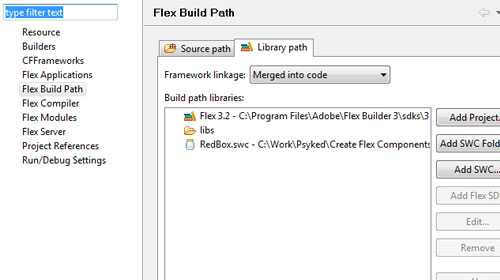 type filter text
Resource
Builders
CFFrameworks
Flex Applications
Flex Build Path
Flex Compiler
Flex Modules
Flex Server
Project References
Run/Debug Settings
Flex Build Path
Source path
Library path
Framework linkage: Merged into code
Build path libraries:
Flex 3.2 - C:\Program Files\Adobe\Flex Builder 3\sdks\3
libs
RedBox.swc - C:\Work\Psyked\Create Flex Components
Add Project.
Add SWC Fold
Add SWC...
Add Flex SD
Edit...
Remove